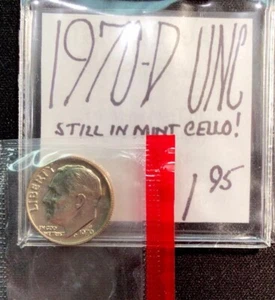 1970-D UNC
STILL IN MINT CELLO!
1 95
LIBERTY